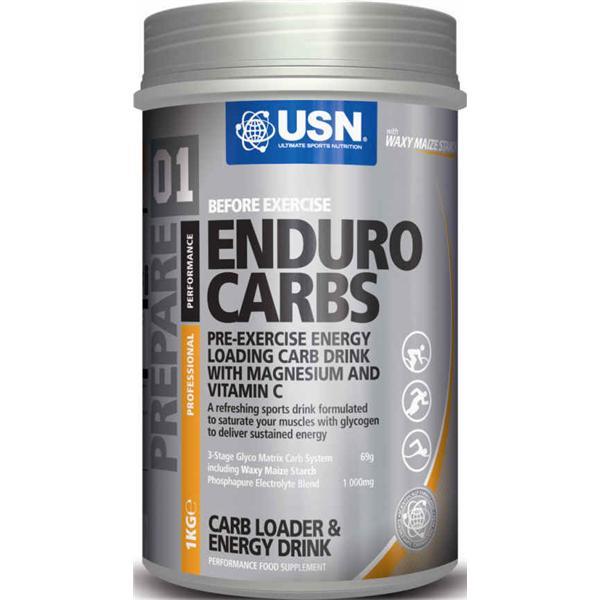 USN®
ULTIMATE SPORTS NUTRITION
with
WAXY MAIZE STARCH
PREPARE 01
PROFESSIONAL PERFORMANCE
BEFORE EXERCISE
ENDURO
CARBS
PRE-EXERCISE ENERGY
LOADING CARB DRINK
WITH MAGNESIUM AND
VITAMIN C
A refreshing sports drink formulated
to saturate your muscles with glycogen
to deliver sustained energy
3-Stage Glyco Matrix Carb System 69g
including Waxy Maize Starch
Phosphapure Electrolyte Blend 1 000mg
1KG℮
CARB LOADER &
ENERGY DRINK
PERFORMANCE FOOD SUPPLEMENT